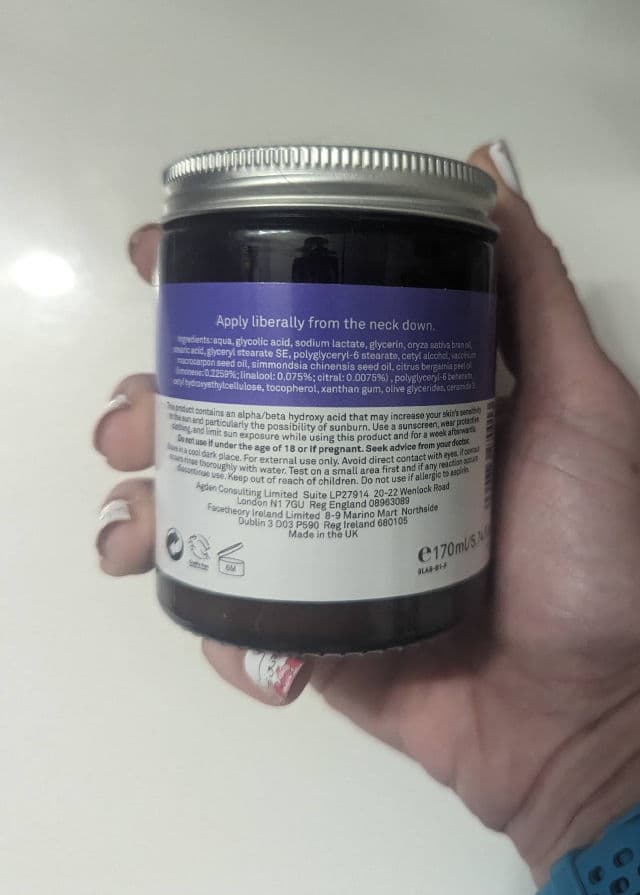 Apply liberally from the neck down.
Ingredients: aqua, glycolic acid, sodium lactate, glycerin, oryza sativa bran oil,
stearic acid, glyceryl stearate SE, polyglyceryl-6 stearate, cetyl alcohol, vaccinium
macrocarpon seed oil, simmondsia chinensis seed oil, citrus bergamia peel oil
(limonene: 0.2259%; linalool: 0.075%; citral: 0.0075%), polyglyceryl-6 behenate,
cetyl hydroxyethylcellulose, tocopherol, xanthan gum, olive glycerides, ceramide
This product contains an alpha/beta hydroxy acid that may increase your skin's sensitivity
to the sun and particularly the possibility of sunburn. Use a sunscreen, wear protective
clothing, and limit sun exposure while using this product and for a week afterwards.
Do not use if under the age of 18 or if pregnant. Seek advice from your doctor.
Store in a cool dark place. For external use only. Avoid direct contact with eyes, if contact
occurs rinse thoroughly with water. Test on a small area first and if any reaction occurs
discontinue use. Keep out of reach of children. Do not use if allergic to aspirin.
Agden Consulting Limited Suite LP27914 20-22 Wenlock Road
London N1 7GU Reg England 08963089
Facetheory Ireland Limited 8-9 Marino Mart Northside
Dublin 3 D03 P590 Reg Ireland 680105
Made in the UK
6M
e170ml/5.74